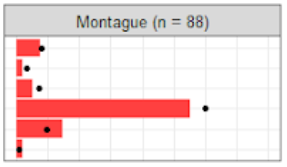 Montague (n = 88)